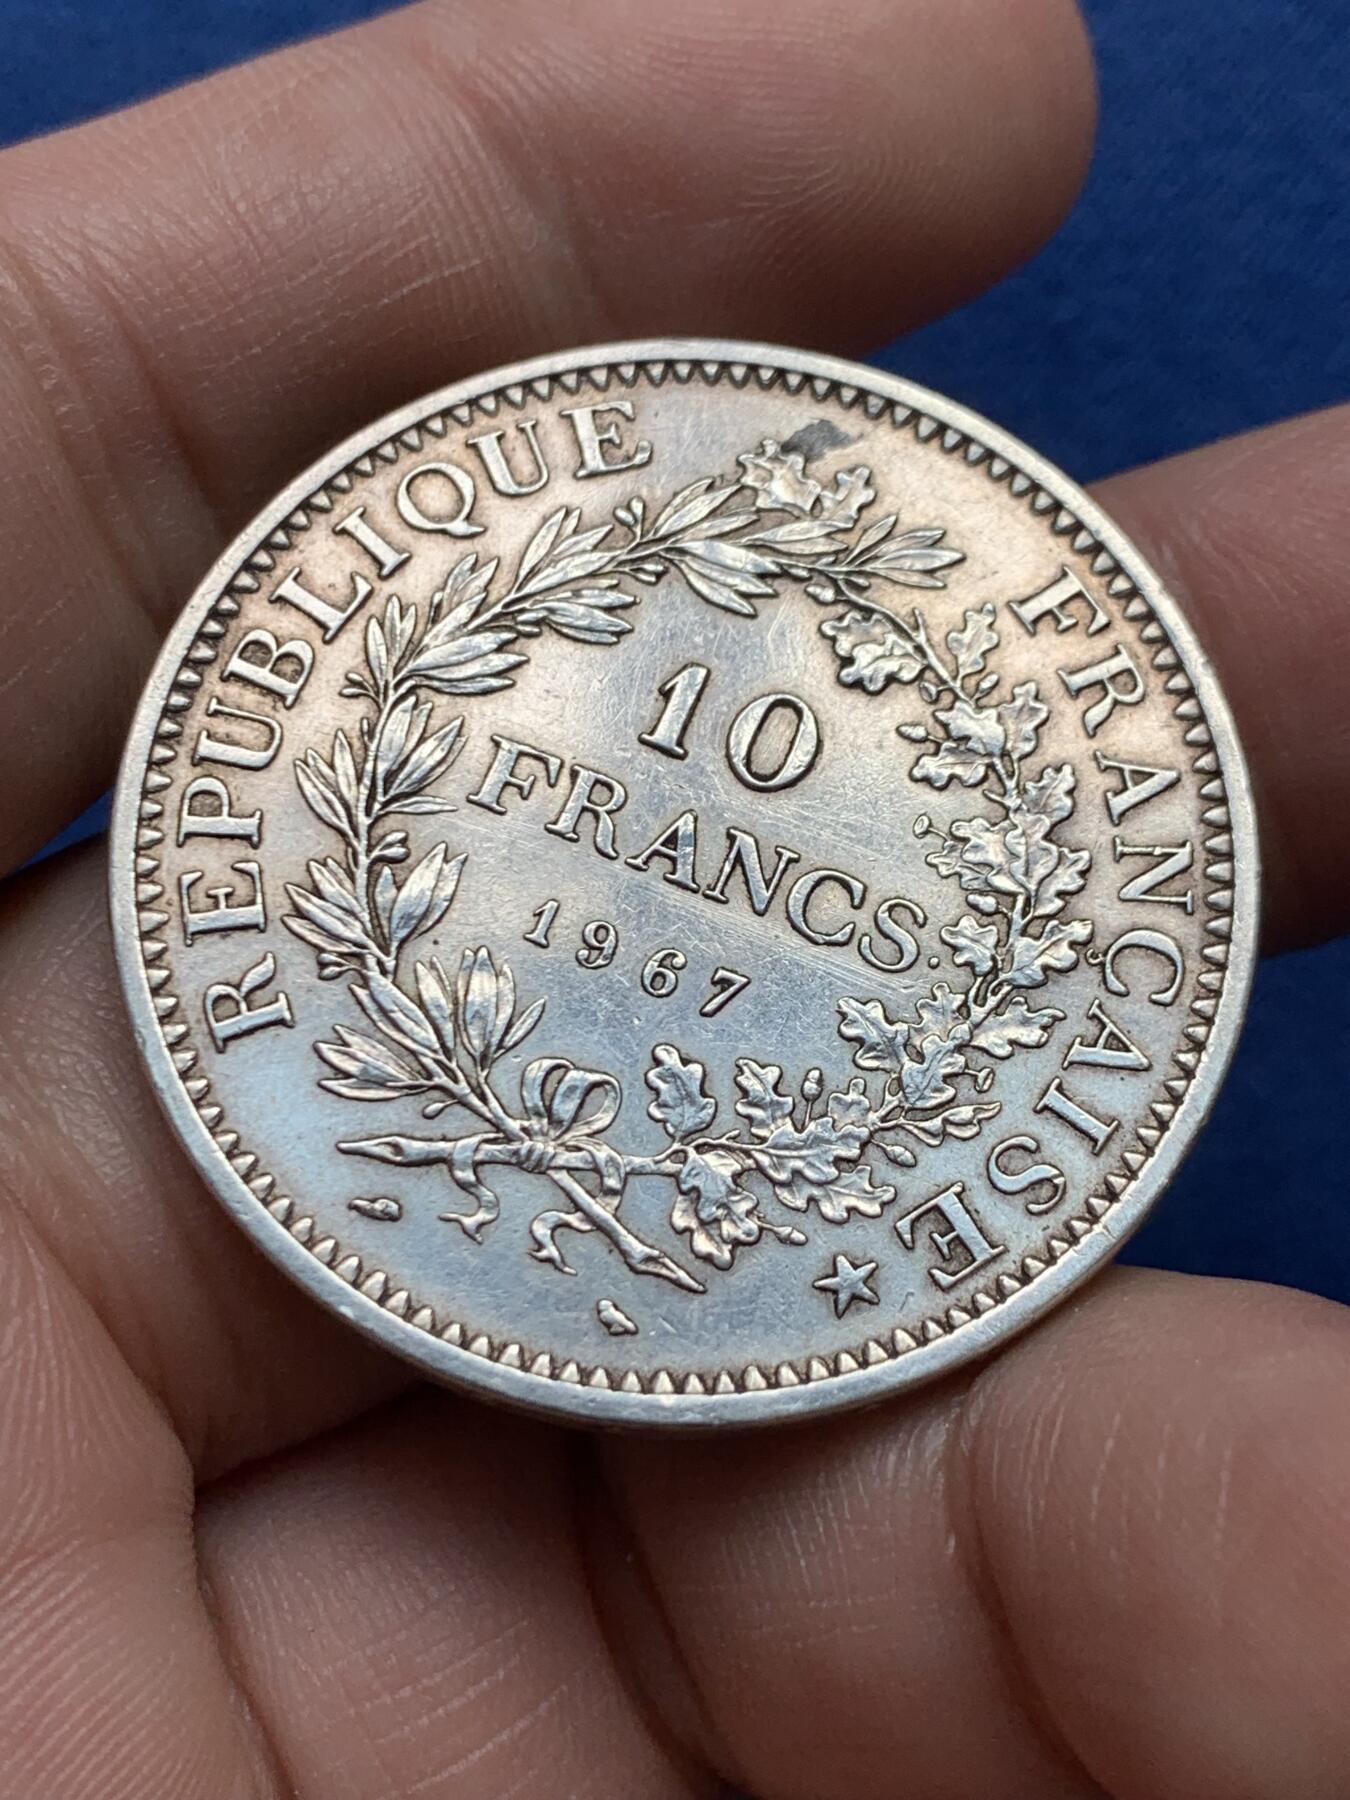 REPUBLIQUE FRANÇAISE
10
FRANCS.
1967